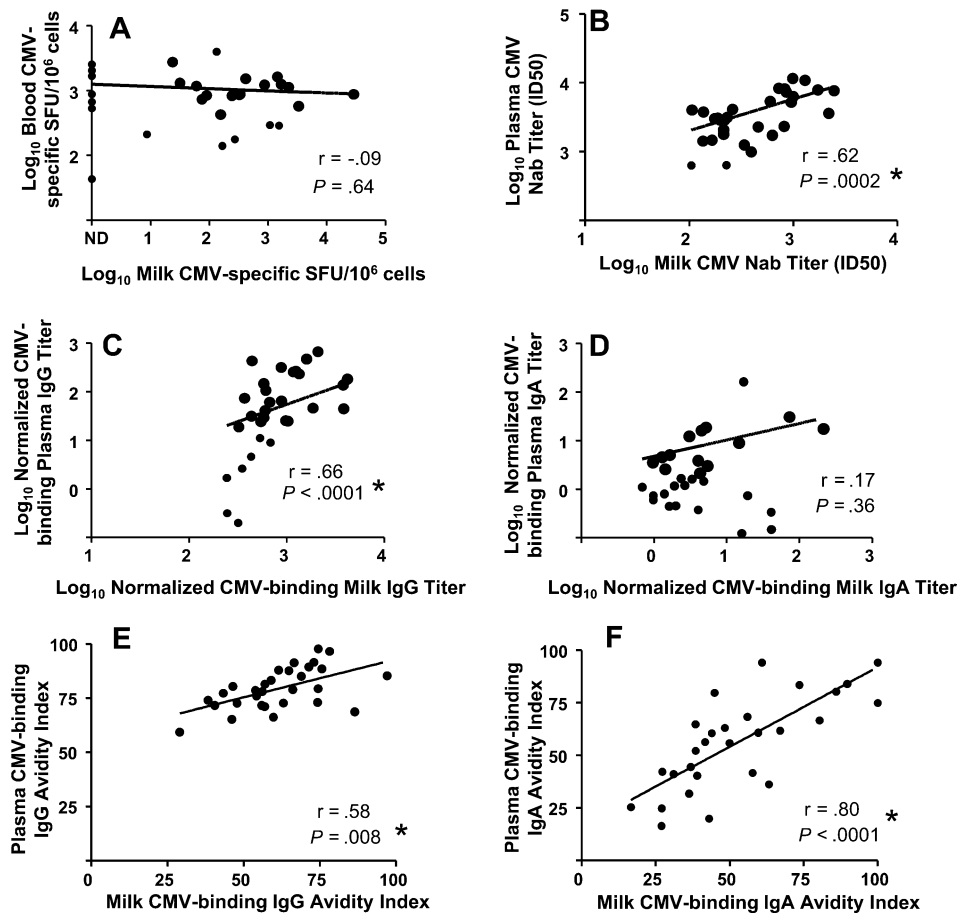 A
Log10 Blood CMV-
specific SFU/10^6 cells
4
3
2
ND 1 2 3 4 5
r = -.09
P = .64
Log10 Milk CMV-specific SFU/10^6 cells
B
Log10 Plasma CMV
Nab Titer (ID50)
5
4
3
2
1 2 3 4
r = .62
P = .0002 *
Log10 Milk CMV Nab Titer (ID50)
C
Log10 Normalized CMV-
binding Plasma IgG Titer
3
2
1
0
1 2 3 4
r = .66
P < .0001 *
Log10 Normalized CMV-binding Milk IgG Titer
D
Log10 Normalized CMV-
binding Plasma IgA Titer
3
2
1
0
0 1 2 3
r = .17
P = .36
Log10 Normalized CMV-binding Milk IgA Titer
E
Plasma CMV-binding
IgG Avidity Index
100
75
50
25
0 25 50 75 100
r = .58
P = .008 *
Milk CMV-binding IgG Avidity Index
F
Plasma CMV-binding
IgA Avidity Index
100
75
50
25
0 25 50 75 100
r = .80
P < .0001 *
Milk CMV-binding IgA Avidity Index